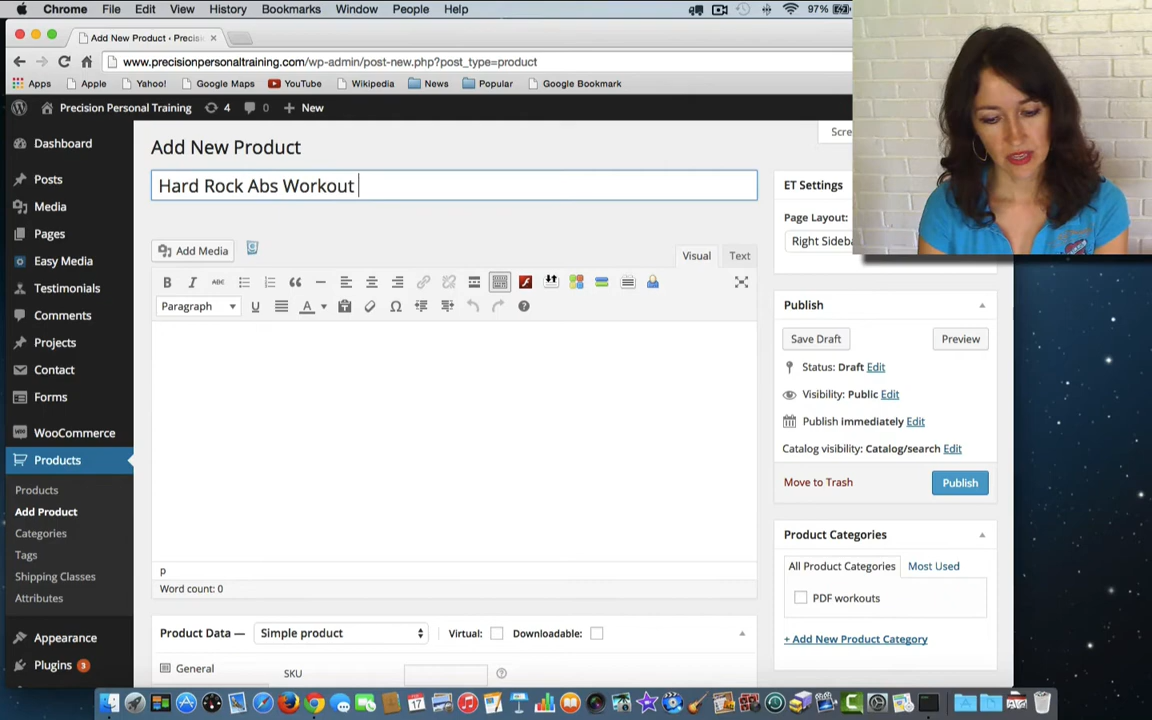 Chrome File Edit View History Bookmarks Window People Help 97%
Add New Product ‹ Precis
www.precisionpersonaltraining.com/wp-admin/post-new.php?post_type=product
Apps Apple Yahoo! Google Maps YouTube Wikipedia News Popular Google Bookmark
Precision Personal Training 4 0 New
Dashboard
Posts
Media
Pages
Easy Media
Testimonials
Comments
Projects
Contact
Forms
WooCommerce
Products
Products
Add Product
Categories
Tags
Shipping Classes
Attributes
Appearance
Plugins 3
Add New Product
Scre
Hard Rock Abs Workout
Add Media
Visual Text
B I ABC
Paragraph U A
p
Word count: 0
Product Data — Simple product Virtual: Downloadable:
General
SKU
ET Settings
Page Layout:
Right Sideba
Publish
Save Draft Preview
Status: Draft Edit
Visibility: Public Edit
Publish immediately Edit
Catalog visibility: Catalog/search Edit
Move to Trash Publish
Product Categories
All Product Categories Most Used
PDF workouts
+ Add New Product Category
17